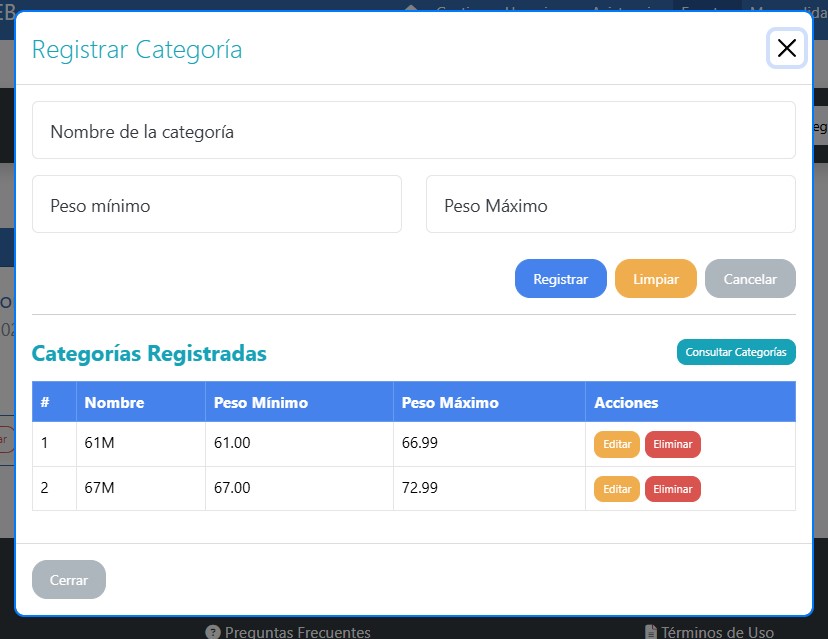 Registrar Categoría
Nombre de la categoría
Peso mínimo
Peso Máximo
Registrar
Limpiar
Cancelar
Categorías Registradas
Consultar Categorías
# Nombre Peso Mínimo Peso Máximo Acciones
1 61M 61.00 66.99 Editar Eliminar
2 67M 67.00 72.99 Editar Eliminar
Cerrar
Preguntas Frecuentes
Términos de Uso